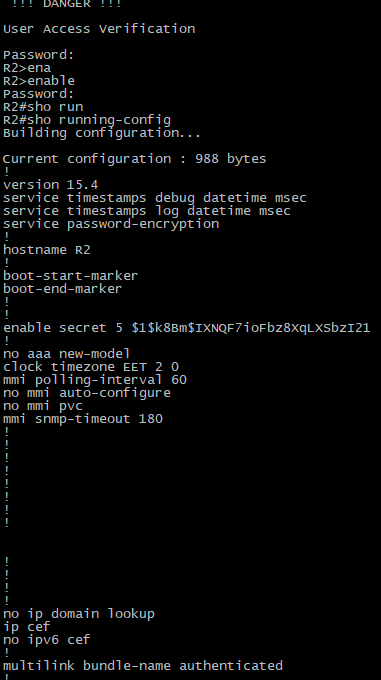 !!! DANGER !!!
User Access Verification
Password:
R2>ena
R2>enable
Password:
R2#sho run
R2#sho running-config
Building configuration...
Current configuration : 988 bytes
!
version 15.4
service timestamps debug datetime msec
service timestamps log datetime msec
service password-encryption
!
hostname R2
!
boot-start-marker
boot-end-marker
!
!
enable secret 5 $1$k8Bm$IXNQF7ioFbz8XqLXSbzI21
!
no aaa new-model
clock timezone EET 2 0
mmi polling-interval 60
no mmi auto-configure
no mmi pvc
mmi snmp-timeout 180
!
!
!
!
!
!
!
!
!
!
!
!
no ip domain lookup
ip cef
no ipv6 cef
!
multilink bundle-name authenticated
!